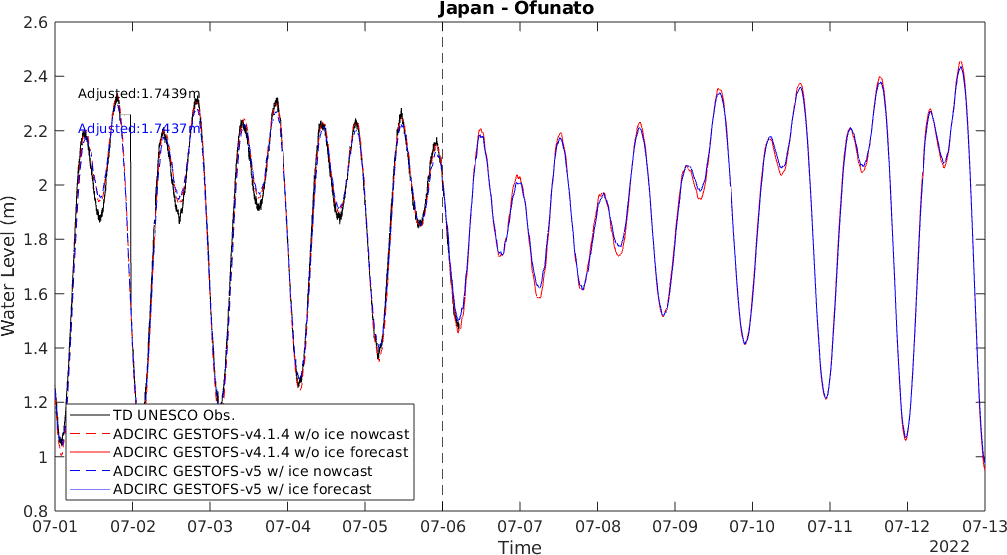 Japan - Ofunato
Water Level (m)
2.6
2.4
2.2
2
1.8
1.6
1.4
1.2
1
0.8
Adjusted:1.7439m
Adjusted:1.7437m
TD UNESCO Obs.
ADCIRC GESTOFS-v4.1.4 w/o ice nowcast
ADCIRC GESTOFS-v4.1.4 w/o ice forecast
ADCIRC GESTOFS-v5 w/ ice nowcast
ADCIRC GESTOFS-v5 w/ ice forecast
07-01 07-02 07-03 07-04 07-05 07-06 07-07 07-08 07-09 07-10 07-11 07-12 07-13
Time
2022